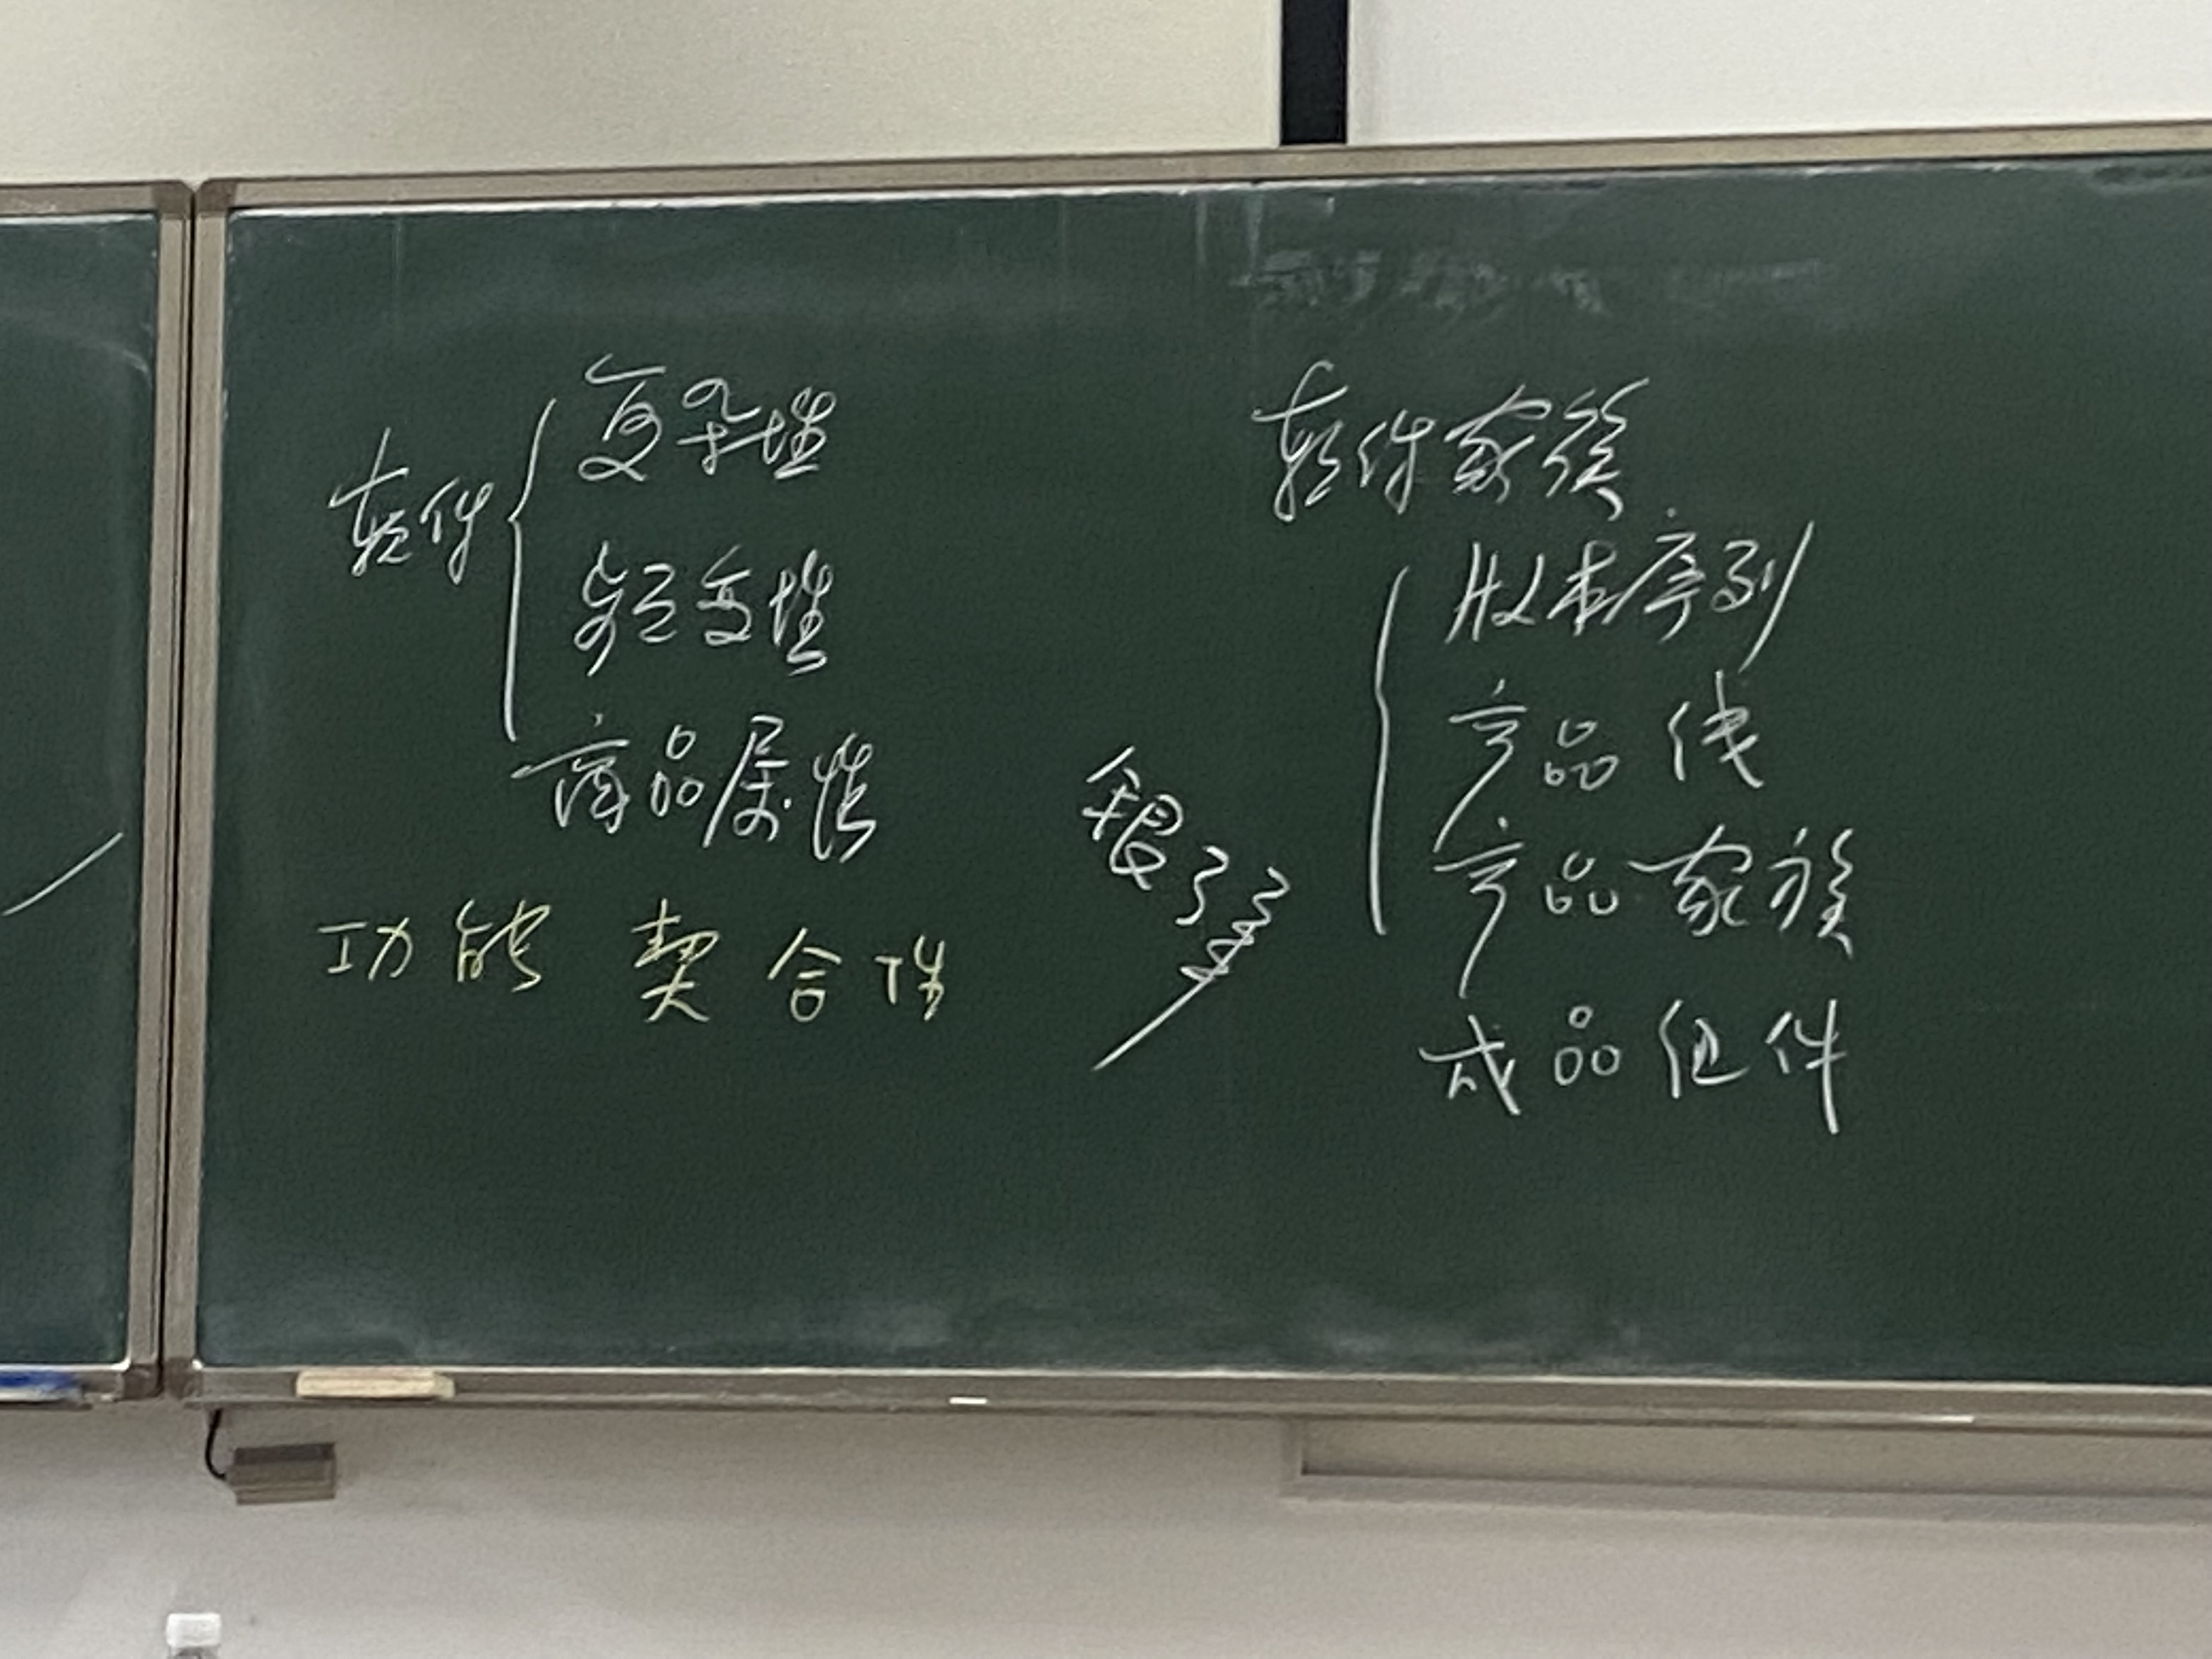 软件
复杂性
易变性
商品属性
功能 契合性
银弹
软件家族
版本序列
产品线
产品家族
成品组件